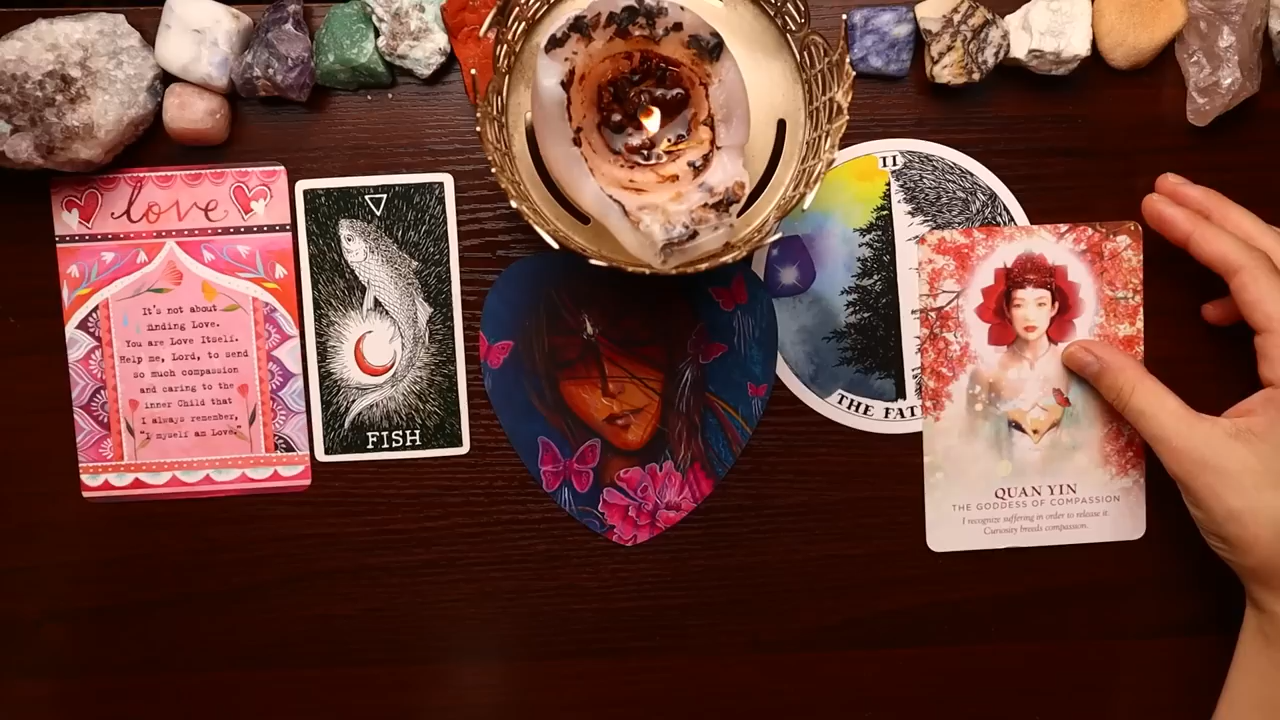 love
It's not about
finding Love.
You are Love Itself.
Help me, Lord, to send
so much compassion
and caring to the
inner Child that
I always remember,
"I myself am Love."
FISH
II
THE FAT
QUAN YIN
THE GODDESS OF COMPASSION
I recognize suffering in order to release it.
Curiosity breeds compassion.